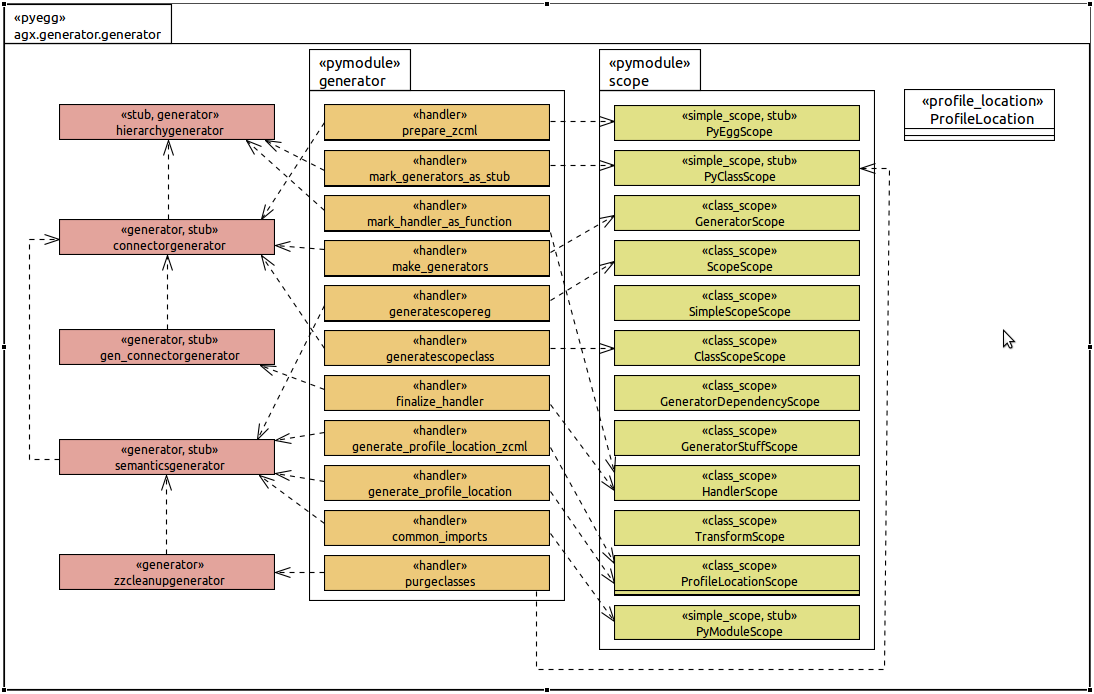 «pyegg»
agx.generator.generator
«stub, generator»
hierarchygenerator
«generator, stub»
connectorgenerator
«generator, stub»
gen_connectorgenerator
«generator, stub»
semanticsgenerator
«generator»
zzcleanupgenerator
«pymodule»
generator
«handler»
prepare_zcml
«handler»
mark_generators_as_stub
«handler»
mark_handler_as_function
«handler»
make_generators
«handler»
generatescopereg
«handler»
generatescopeclass
«handler»
finalize_handler
«handler»
generate_profile_location_zcml
«handler»
generate_profile_location
«handler»
common_imports
«handler»
purgeclasses
«pymodule»
scope
«simple_scope, stub»
PyEggScope
«simple_scope, stub»
PyClassScope
«class_scope»
GeneratorScope
«class_scope»
ScopeScope
«class_scope»
SimpleScopeScope
«class_scope»
ClassScopeScope
«class_scope»
GeneratorDependencyScope
«class_scope»
GeneratorStuffScope
«class_scope»
HandlerScope
«class_scope»
TransformScope
«class_scope»
ProfileLocationScope
«simple_scope, stub»
PyModuleScope
«profile_location»
ProfileLocation